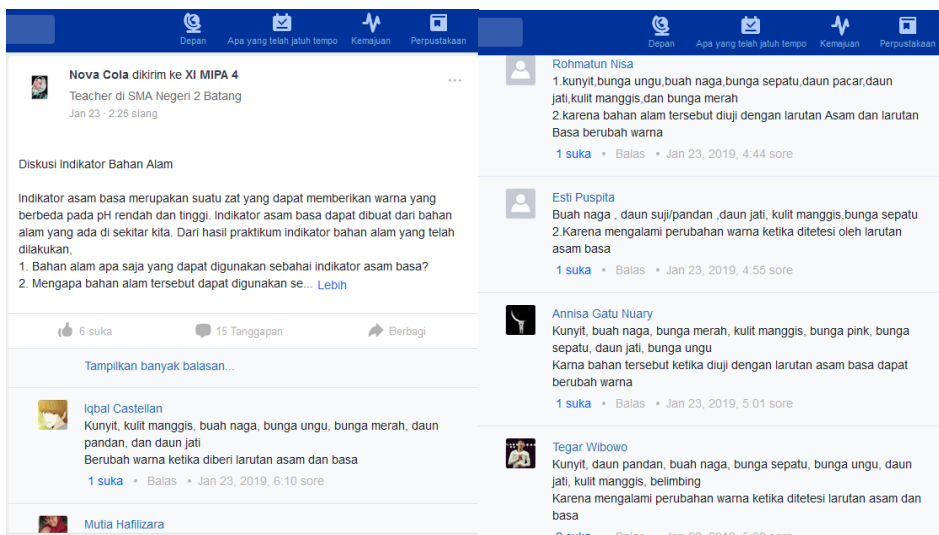 Depan
Apa yang telah jatuh tempo
Kemajuan
Perpustakaan
Nova Cola dikirim ke XI MIPA 4
Teacher di SMA Negeri 2 Batang
Jan 23 · 2:26 siang
Diskusi Indikator Bahan Alam
Indikator asam basa merupakan suatu zat yang dapat memberikan warna yang
berbeda pada pH rendah dan tinggi. Indikator asam basa dapat dibuat dari bahan
alam yang ada di sekitar kita. Dari hasil praktikum indikator bahan alam yang telah
dilakukan,
1. Bahan alam apa saja yang dapat digunakan sebahai indikator asam basa?
2. Mengapa bahan alam tersebut dapat digunakan se... Lebih
6 suka
15 Tanggapan
Berbagi
Tampilkan banyak balasan...
Iqbal Castellan
Kunyit, kulit manggis, buah naga, bunga ungu, bunga merah, daun
pandan, dan daun jati
Berubah warna ketika diberi larutan asam dan basa
1 suka • Balas • Jan 23, 2019, 6:10 sore
Mutia Hafilizara
Depan
Apa yang telah jatuh tempo
Kemajuan
Perpustakaan
Rohmatun Nisa
1.kunyit,bunga ungu,buah naga,bunga sepatu,daun pacar,daun
jati,kulit manggis,dan bunga merah
2.karena bahan alam tersebut diuji dengan larutan Asam dan larutan
Basa berubah warna
1 suka • Balas • Jan 23, 2019, 4:44 sore
Esti Puspita
Buah naga , daun suji/pandan ,daun jati, kulit manggis,bunga sepatu
2.Karena mengalami perubahan warna ketika ditetesi oleh larutan
asam basa
1 suka • Balas • Jan 23, 2019, 4:55 sore
Annisa Gatu Nuary
Kunyit, buah naga, bunga merah, kulit manggis, bunga pink, bunga
sepatu, daun jati, bunga ungu
Karna bahan tersebut ketika diuji dengan larutan asam basa dapat
berubah warna
1 suka • Balas • Jan 23, 2019, 5:01 sore
Tegar Wibowo
Kunyit, daun pandan, buah naga, bunga sepatu, bunga ungu, daun
jati, kulit manggis, belimbing
Karena mengalami perubahan warna ketika ditetesi larutan asam dan
basa